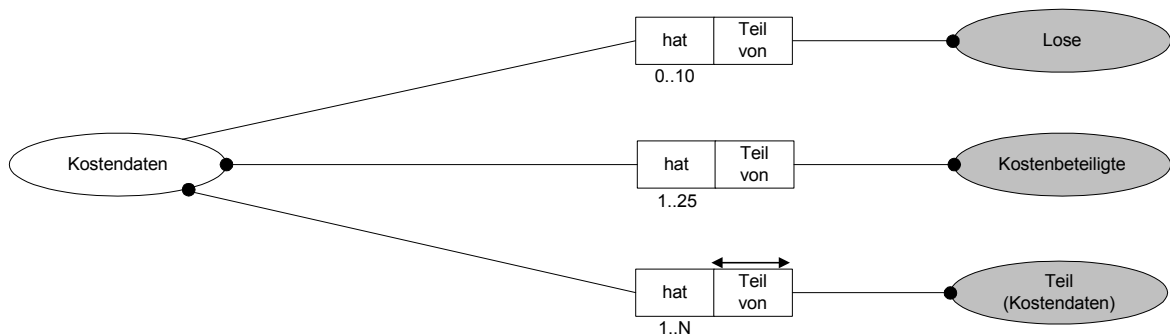 hat
Teil
von
Lose
0..10
Kostendaten
hat
Teil
von
Kostenbeteiligte
1..25
hat
Teil
von
Teil
(Kostendaten)
1..N